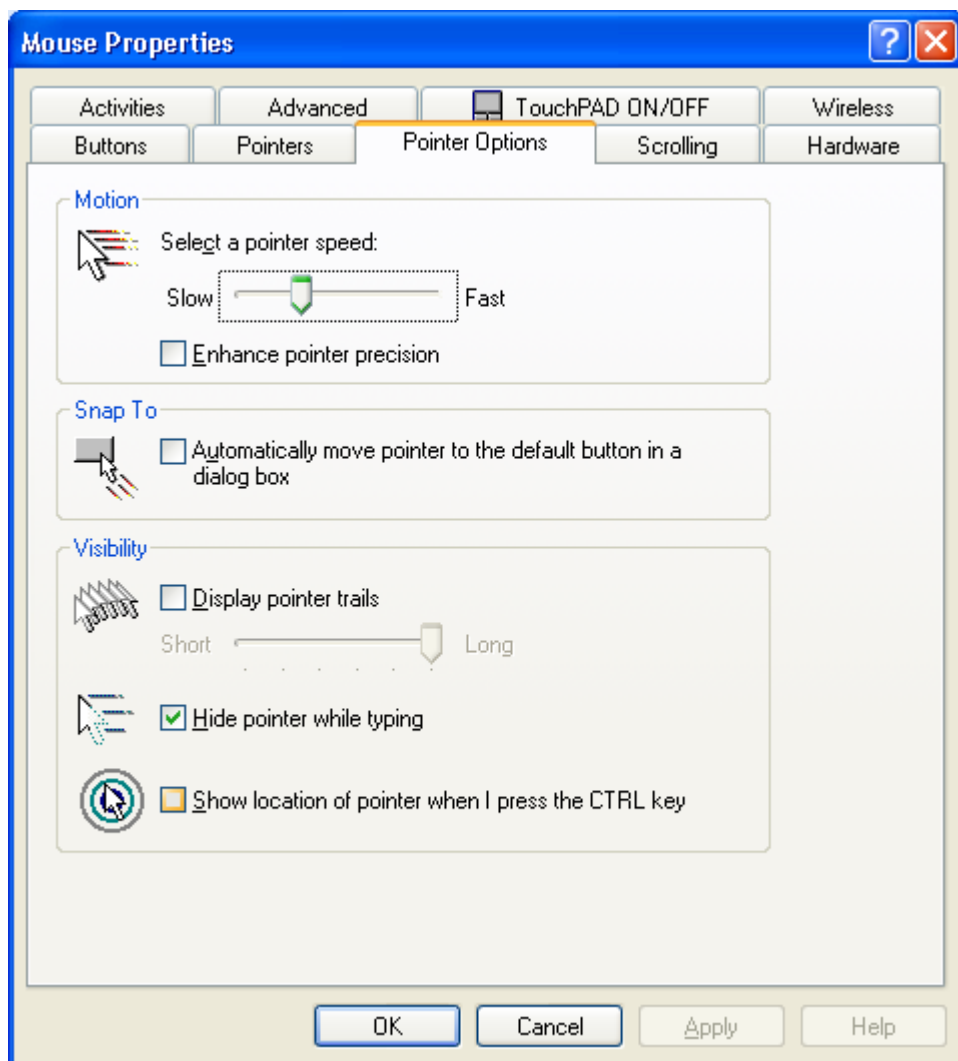 Mouse Properties
Activities
Advanced
TouchPAD ON/OFF
Wireless
Buttons
Pointers
Pointer Options
Scrolling
Hardware
Motion
Select a pointer speed:
Slow
Fast
Enhance pointer precision
Snap To
Automatically move pointer to the default button in a
dialog box
Visibility
Display pointer trails
Short
Long
Hide pointer while typing
Show location of pointer when I press the CTRL key
OK
Cancel
Apply
Help